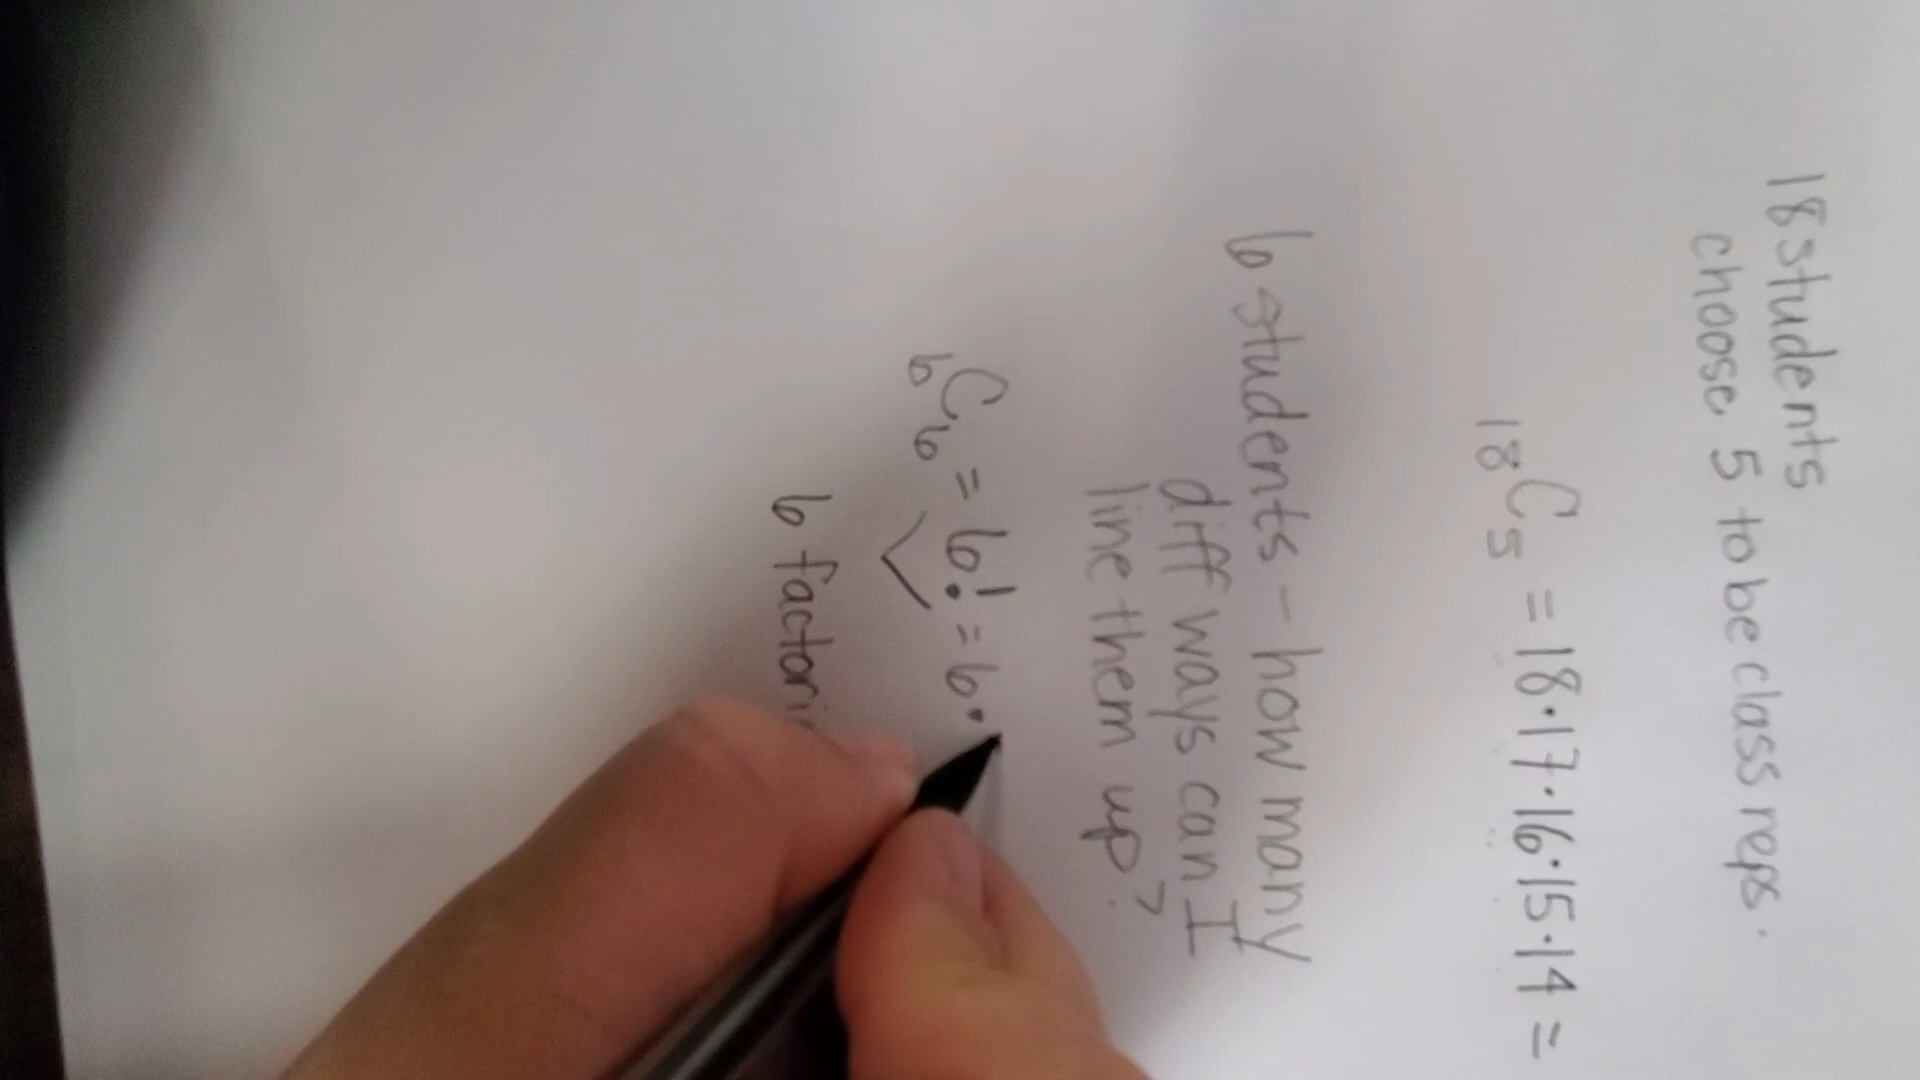 18 students
choose 5 to be class reps.
18C5 = 18·17·16·15·14 =
6 students - how many
diff ways can I
line them up?
6C6 = 6! = 6·
6